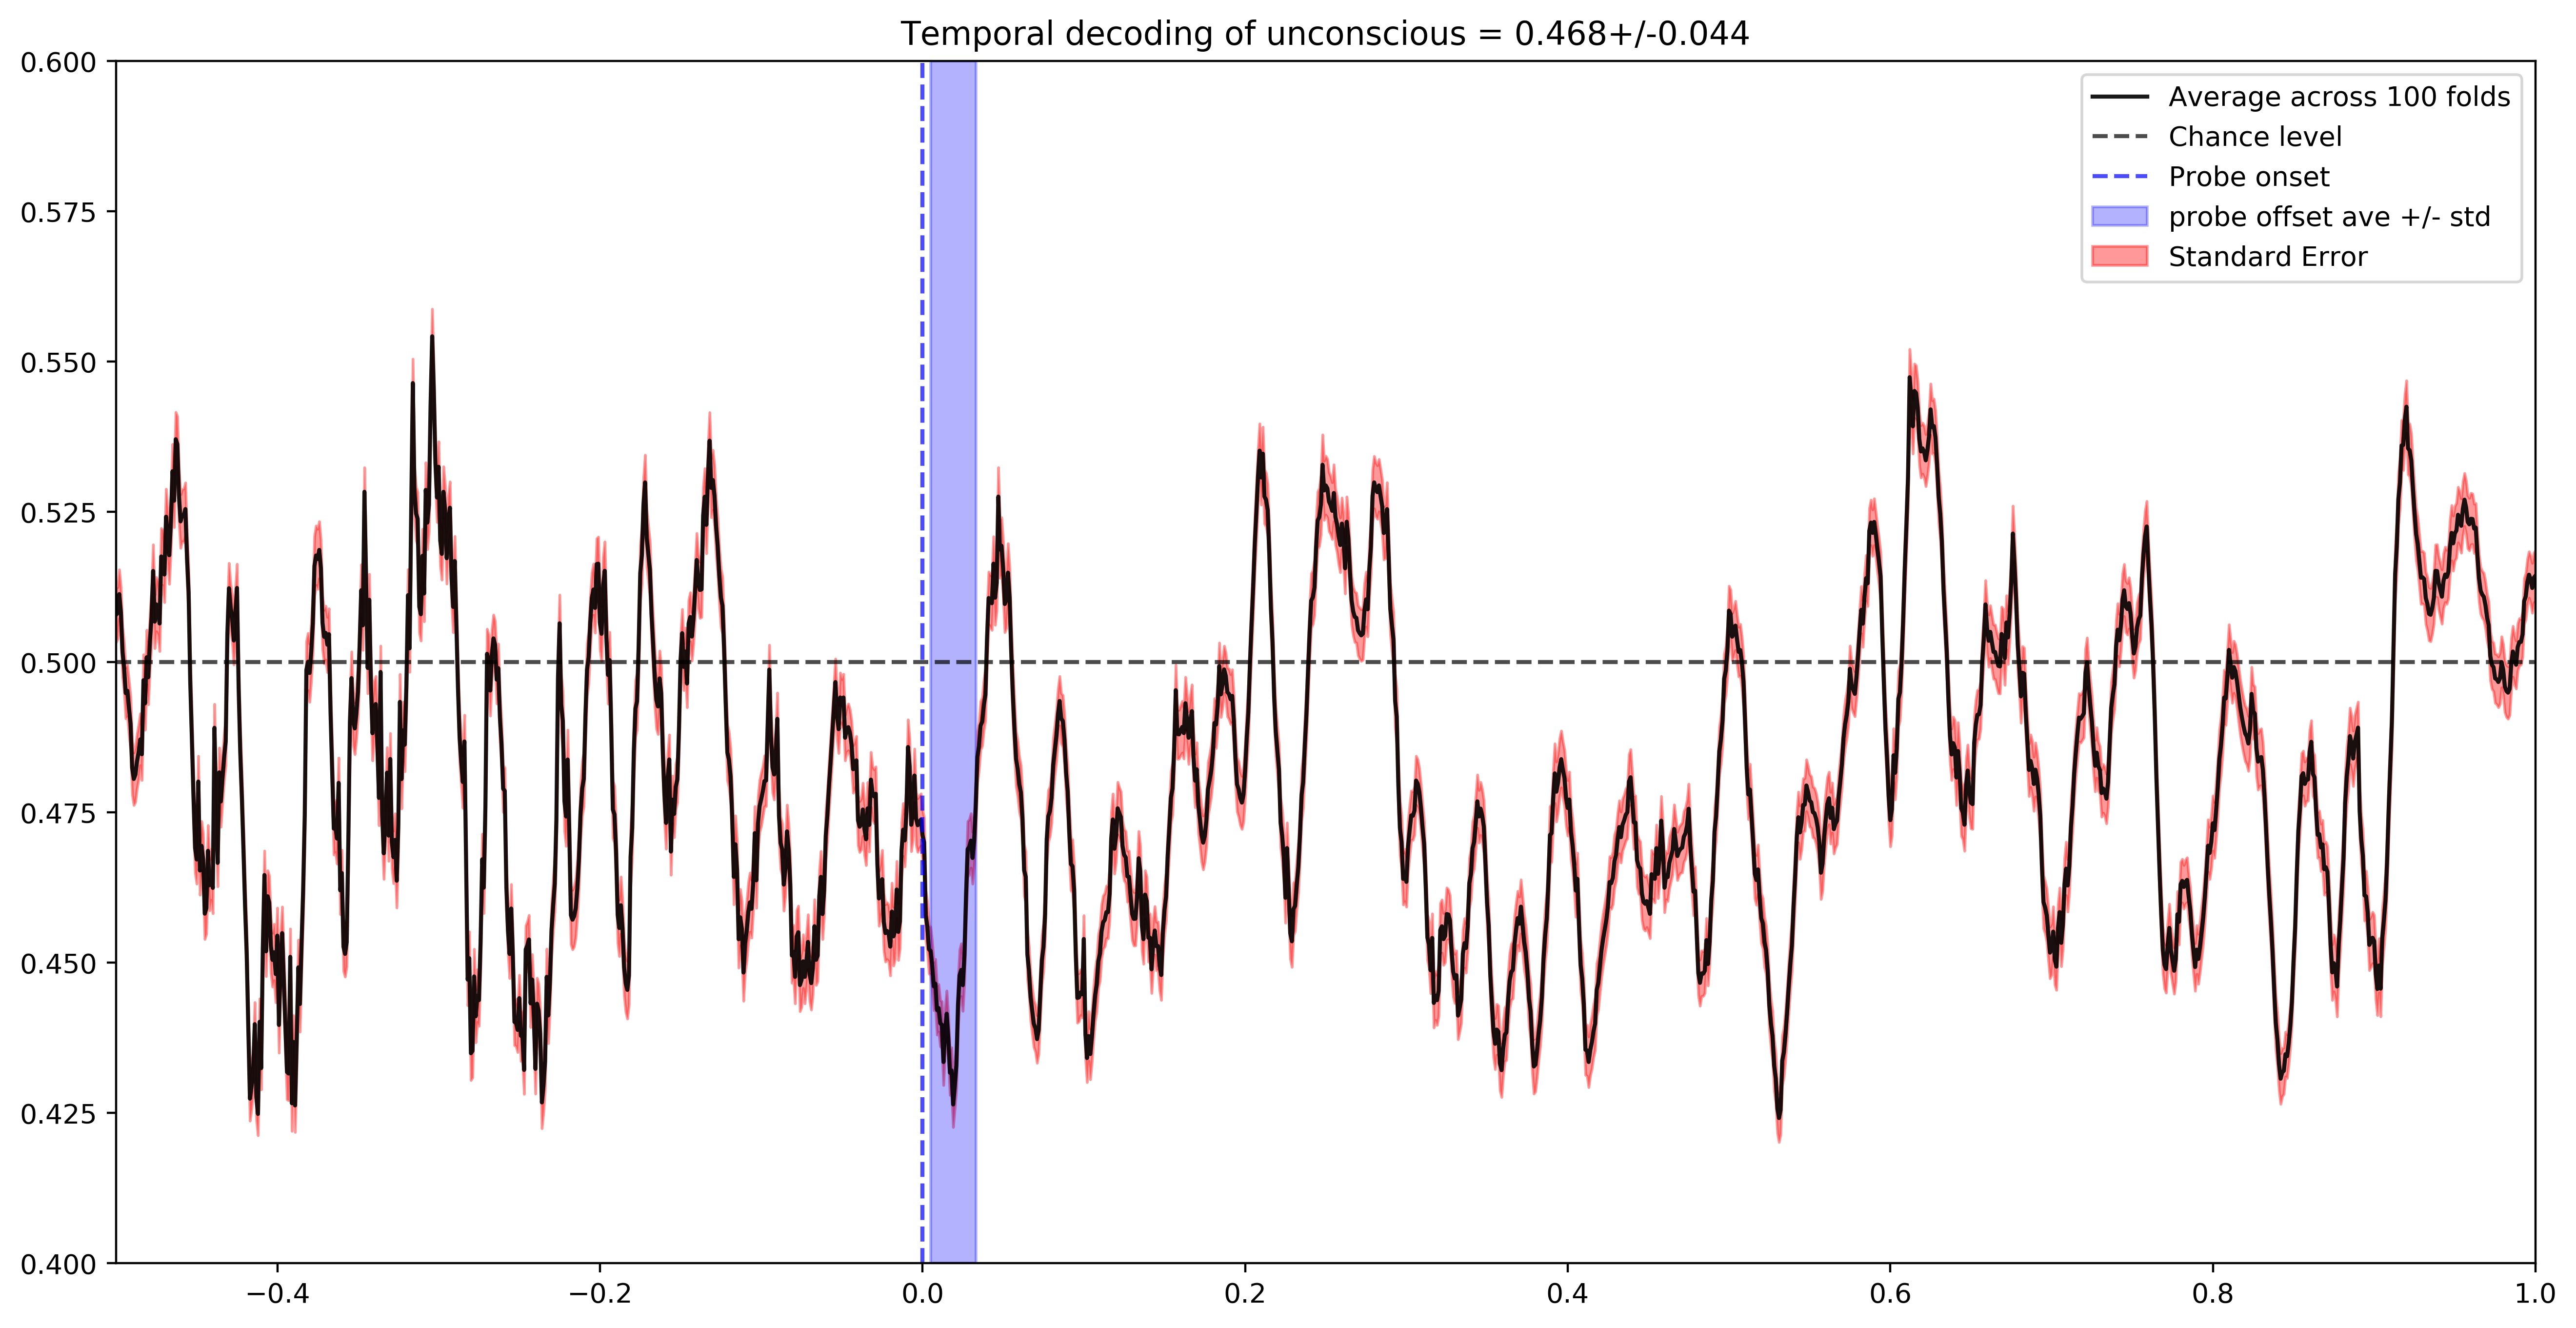 Temporal decoding of unconscious = 0.468+/-0.044
0.600
0.575
0.550
0.525
0.500
0.475
0.450
0.425
0.400
Average across 100 folds
Chance level
Probe onset
probe offset ave +/- std
Standard Error
−0.4 −0.2 0.0 0.2 0.4 0.6 0.8 1.0